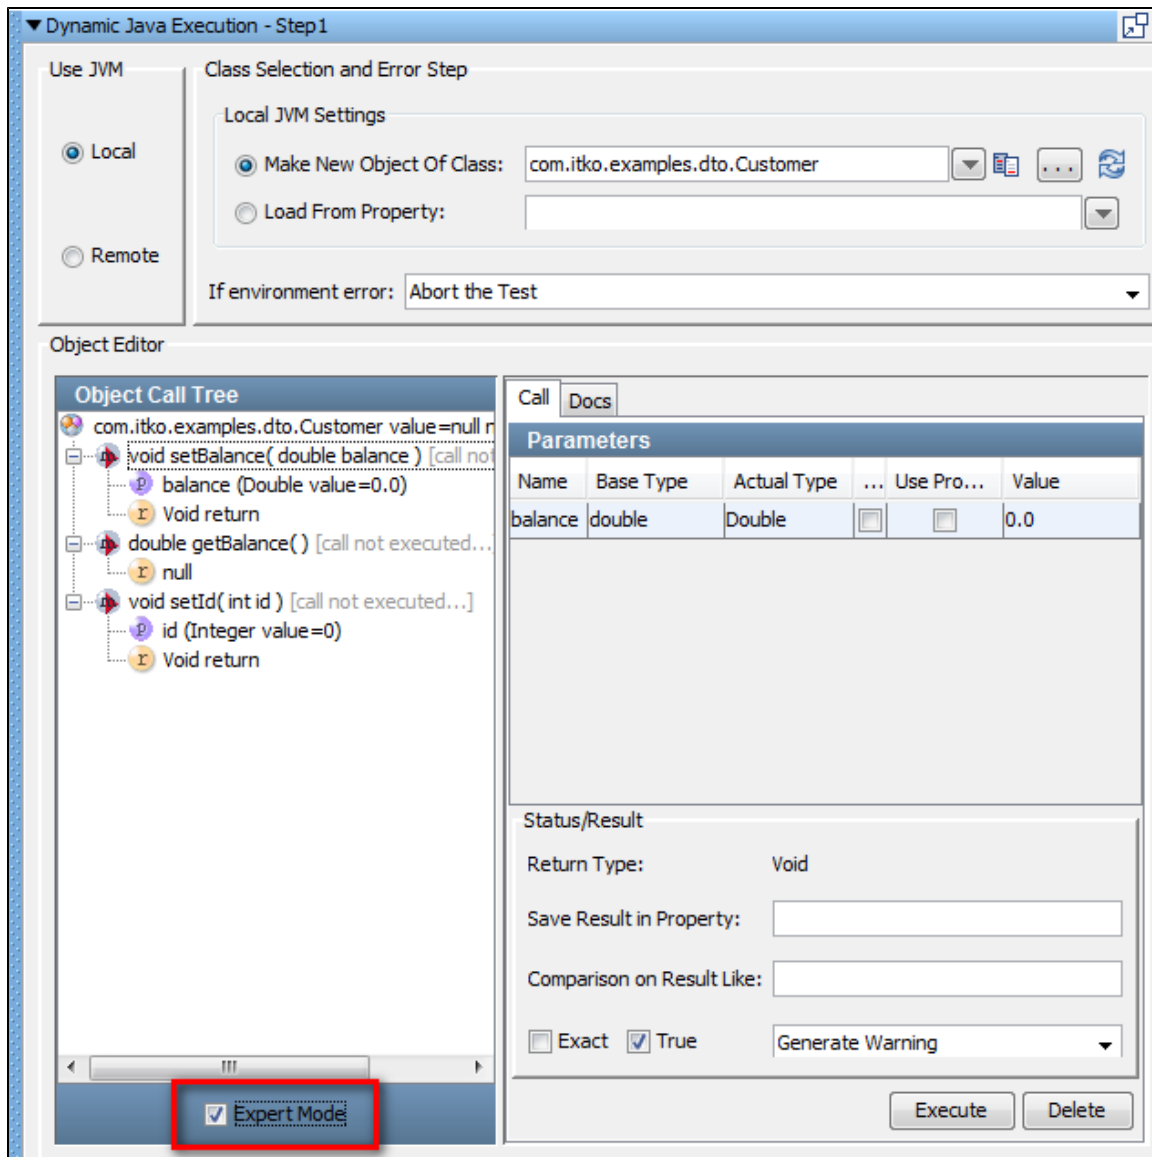 Dynamic Java Execution - Step1
Use JVM
Class Selection and Error Step
Local JVM Settings
Local
Make New Object Of Class: com.itko.examples.dto.Customer ...
Load From Property:
Remote
If environment error: Abort the Test
Object Editor
Object Call Tree
com.itko.examples.dto.Customer value=null
void setBalance( double balance ) [call not
balance (Double value=0.0)
Void return
double getBalance( ) [call not executed...]
null
void setId( int id ) [call not executed...]
id (Integer value=0)
Void return
Expert Mode
Call Docs
Parameters
Name Base Type Actual Type ... Use Pro... Value
balance double Double 0.0
Status/Result
Return Type: Void
Save Result in Property:
Comparison on Result Like:
Exact True Generate Warning
Execute Delete